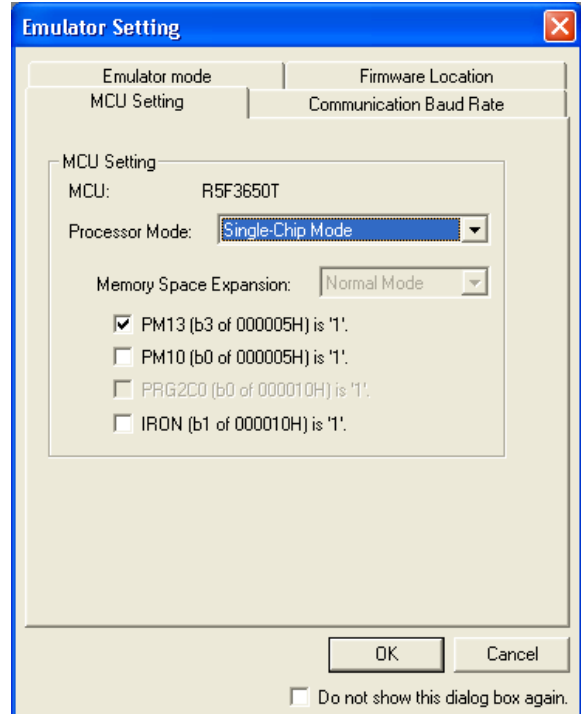 Emulator Setting
Emulator mode
Firmware Location
MCU Setting
Communication Baud Rate
MCU Setting
MCU: R5F3650T
Processor Mode: Single-Chip Mode
Memory Space Expansion: Normal Mode
PM13 (b3 of 000005H) is '1'.
PM10 (b0 of 000005H) is '1'.
PRG2C0 (b0 of 000010H) is '1'.
IRON (b1 of 000010H) is '1'.
OK
Cancel
Do not show this dialog box again.